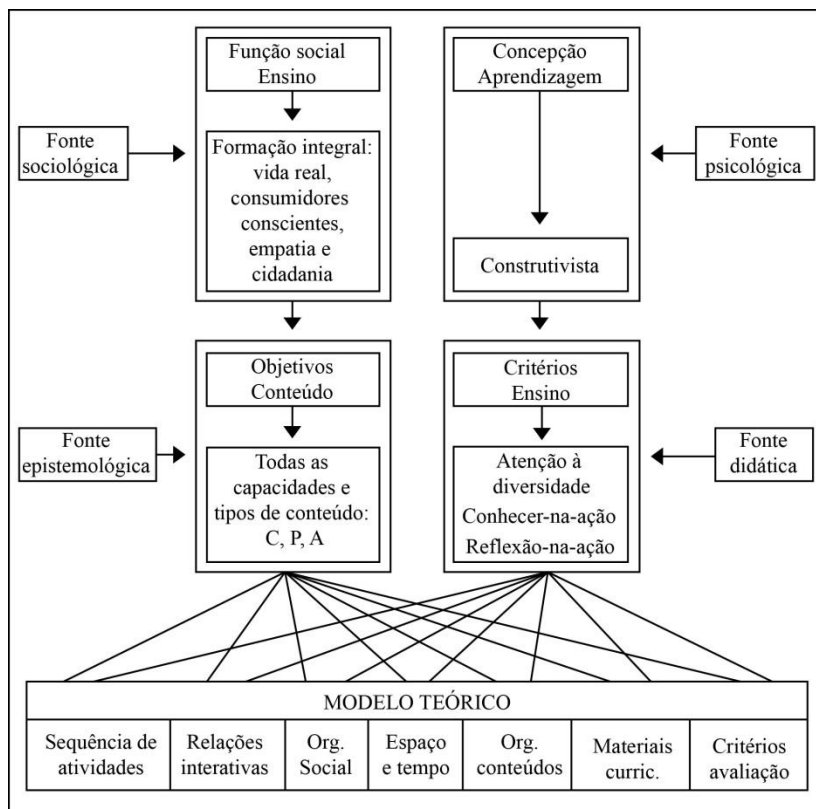 Função social
Ensino
Concepção
Aprendizagem
Fonte
sociológica
Formação integral:
vida real,
consumidores
conscientes,
empatia e
cidadania
Construtivista
Fonte
psicológica
Fonte
epistemológica
Objetivos
Conteúdo
Todas as
capacidades e
tipos de conteúdo:
C, P, A
Critérios
Ensino
Atenção à
diversidade
Conhecer-na-ação
Reflexão-na-ação
Fonte
didática
MODELO TEÓRICO
Sequência de
atividades
Relações
interativas
Org.
Social
Espaço
e tempo
Org.
conteúdos
Materiais
curric.
Critérios
avaliação